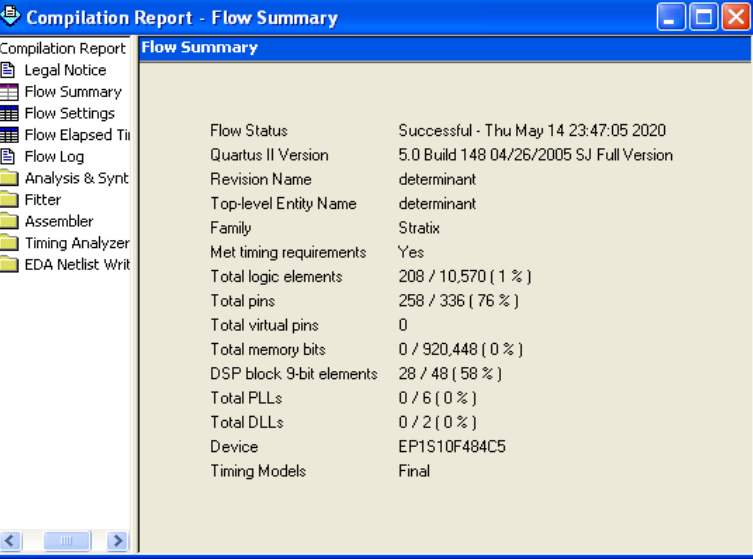 Compilation Report - Flow Summary
Compilation Report
Legal Notice
Flow Summary
Flow Settings
Flow Elapsed Ti
Flow Log
Analysis & Synt
Fitter
Assembler
Timing Analyzer
EDA Netlist Writ
Flow Summary
Flow Status Successful - Thu May 14 23:47:05 2020
Quartus II Version 5.0 Build 148 04/26/2005 SJ Full Version
Revision Name determinant
Top-level Entity Name determinant
Family Stratix
Met timing requirements Yes
Total logic elements 208 / 10,570 ( 1 % )
Total pins 258 / 336 ( 76 % )
Total virtual pins 0
Total memory bits 0 / 920,448 ( 0 % )
DSP block 9-bit elements 28 / 48 ( 58 % )
Total PLLs 0 / 6 ( 0 % )
Total DLLs 0 / 2 ( 0 % )
Device EP1S10F484C5
Timing Models Final